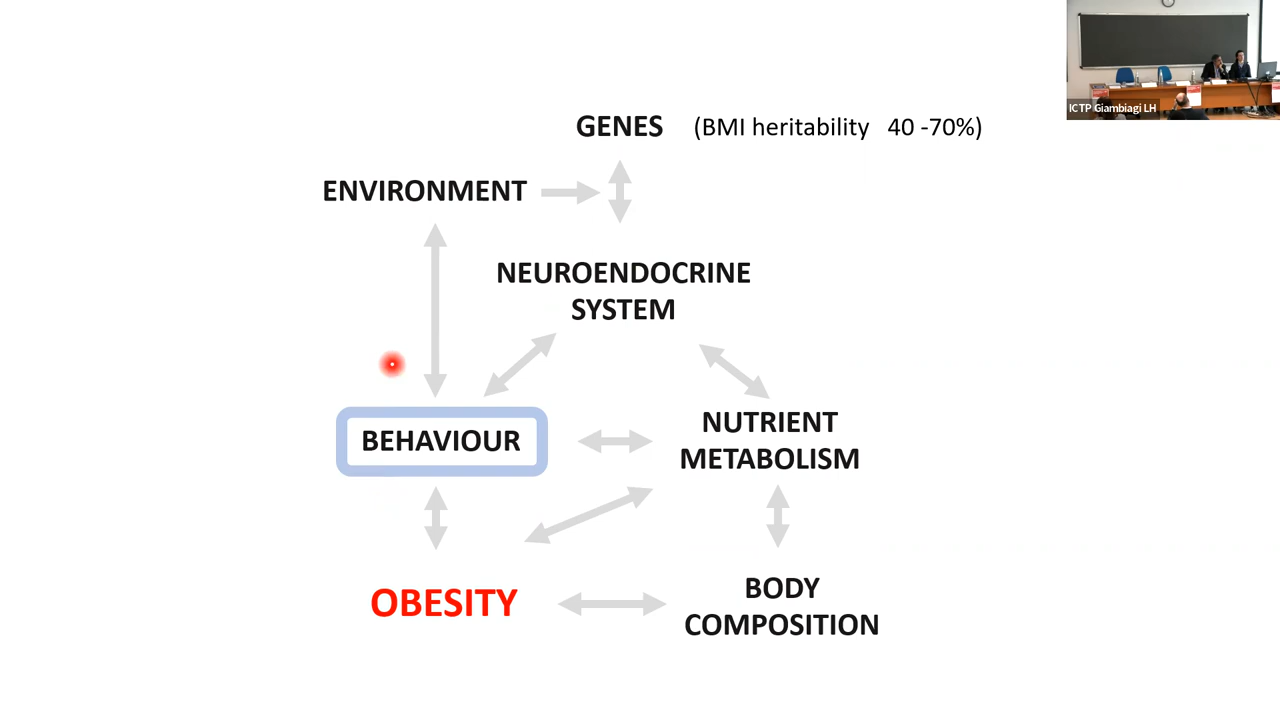 ICTP Giambiagi LH
GENES (BMI heritability 40 -70%)
ENVIRONMENT
NEUROENDOCRINE
SYSTEM
BEHAVIOUR
NUTRIENT
METABOLISM
OBESITY
BODY
COMPOSITION